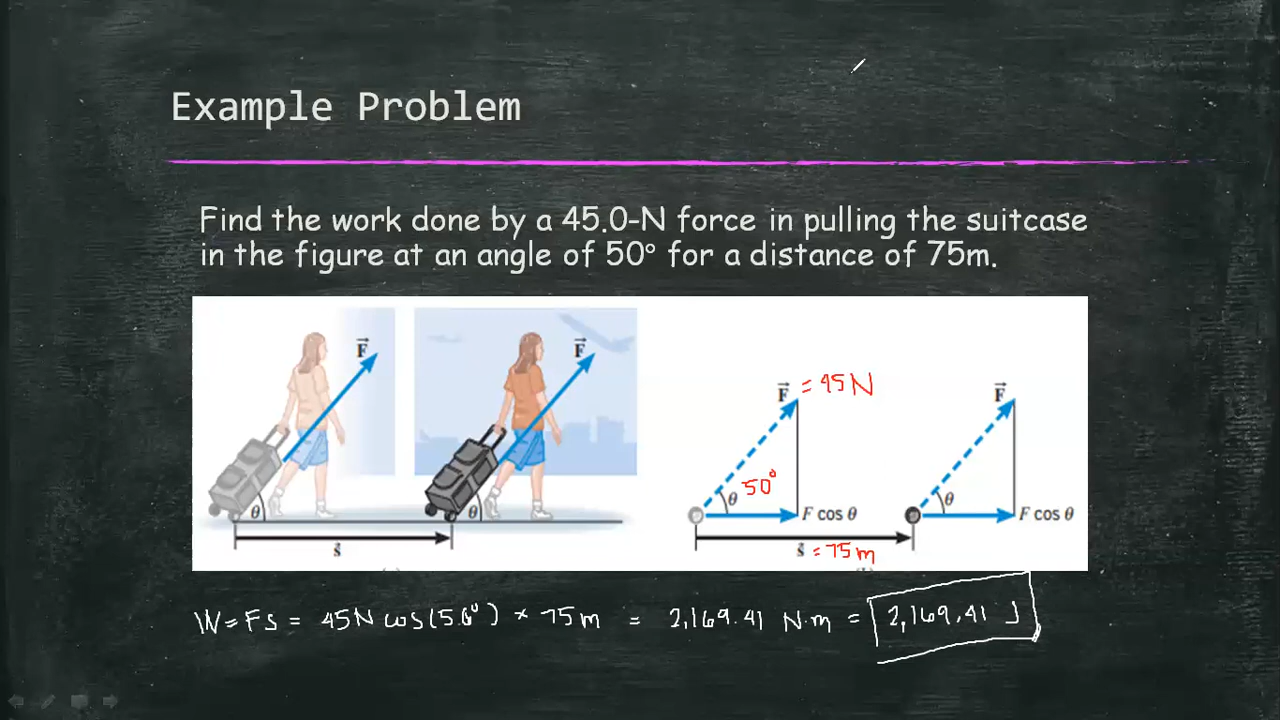 Example Problem
Find the work done by a 45.0-N force in pulling the suitcase
in the figure at an angle of 50° for a distance of 75m.
F F F = 45N F
50°
θ θ θ F cos θ θ F cos θ
s s = 75m
W = Fs = 45N cos(50°) × 75m = 2,169.41 N·m = 2,169.41 J